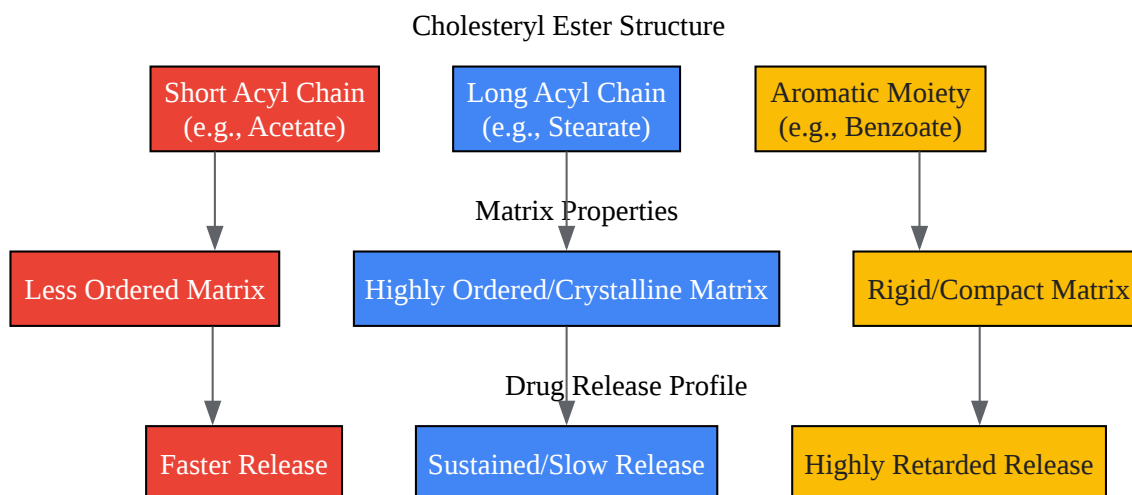 Cholesteryl Ester Structure
Short Acyl Chain
(e.g., Acetate)
Long Acyl Chain
(e.g., Stearate)
Aromatic Moiety
(e.g., Benzoate)
Matrix Properties
Less Ordered Matrix
Highly Ordered/Crystalline Matrix
Rigid/Compact Matrix
Drug Release Profile
Faster Release
Sustained/Slow Release
Highly Retarded Release